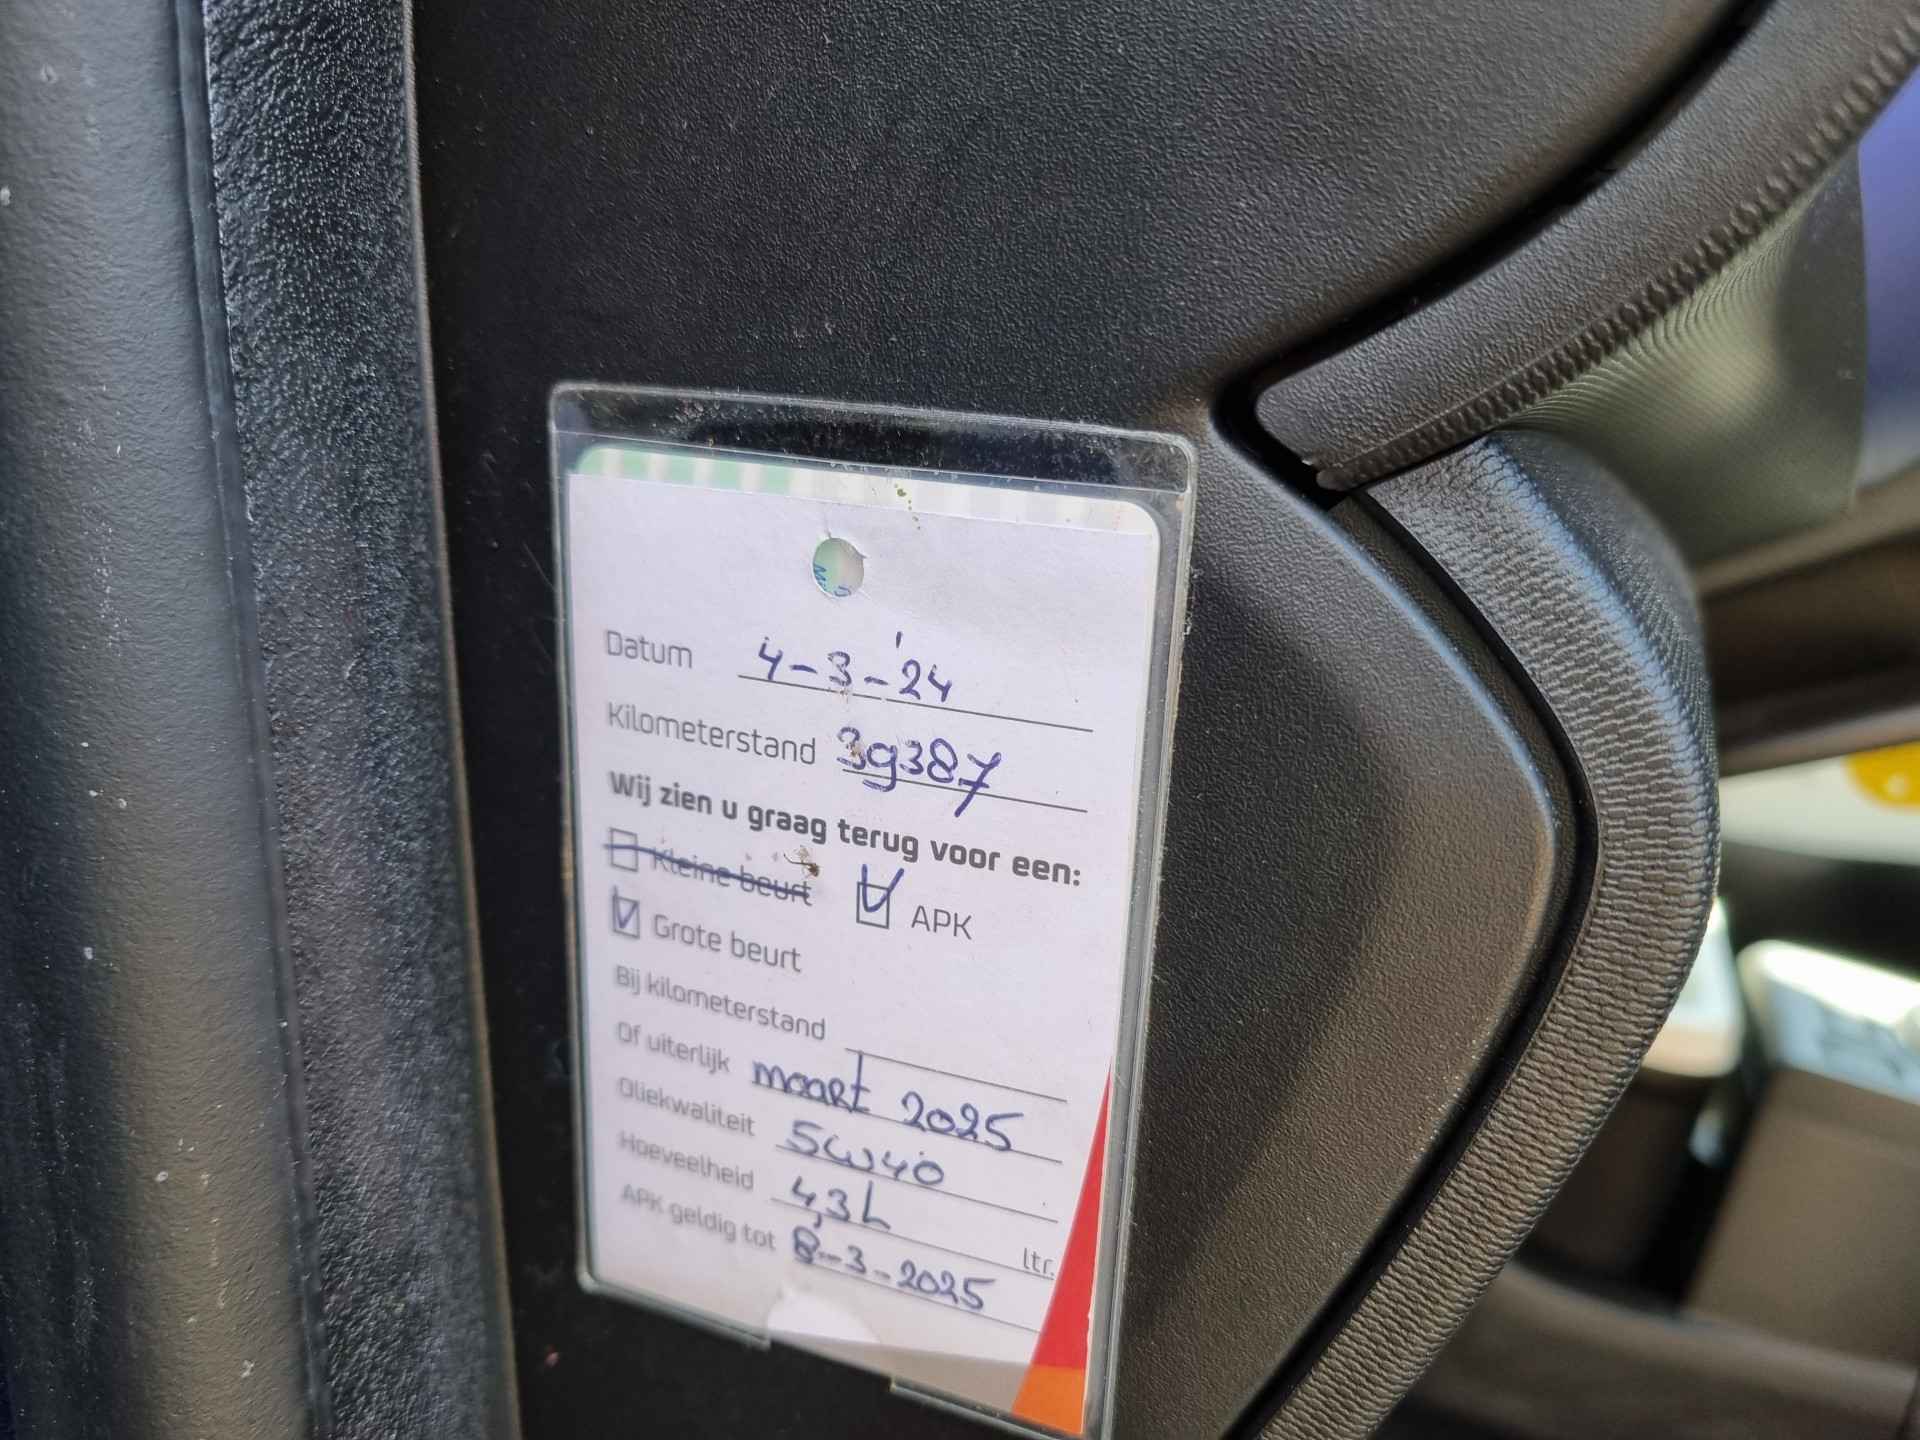 Datum 4-3-'24
Kilometerstand 39387
Wij zien u graag terug voor een:
Kleine beurt APK
Grote beurt
Bij kilometerstand
Of uiterlijk maart 2025
Oliekwaliteit 5W40
Hoeveelheid 4,3L ltr.
APK geldig tot 8-3-2025